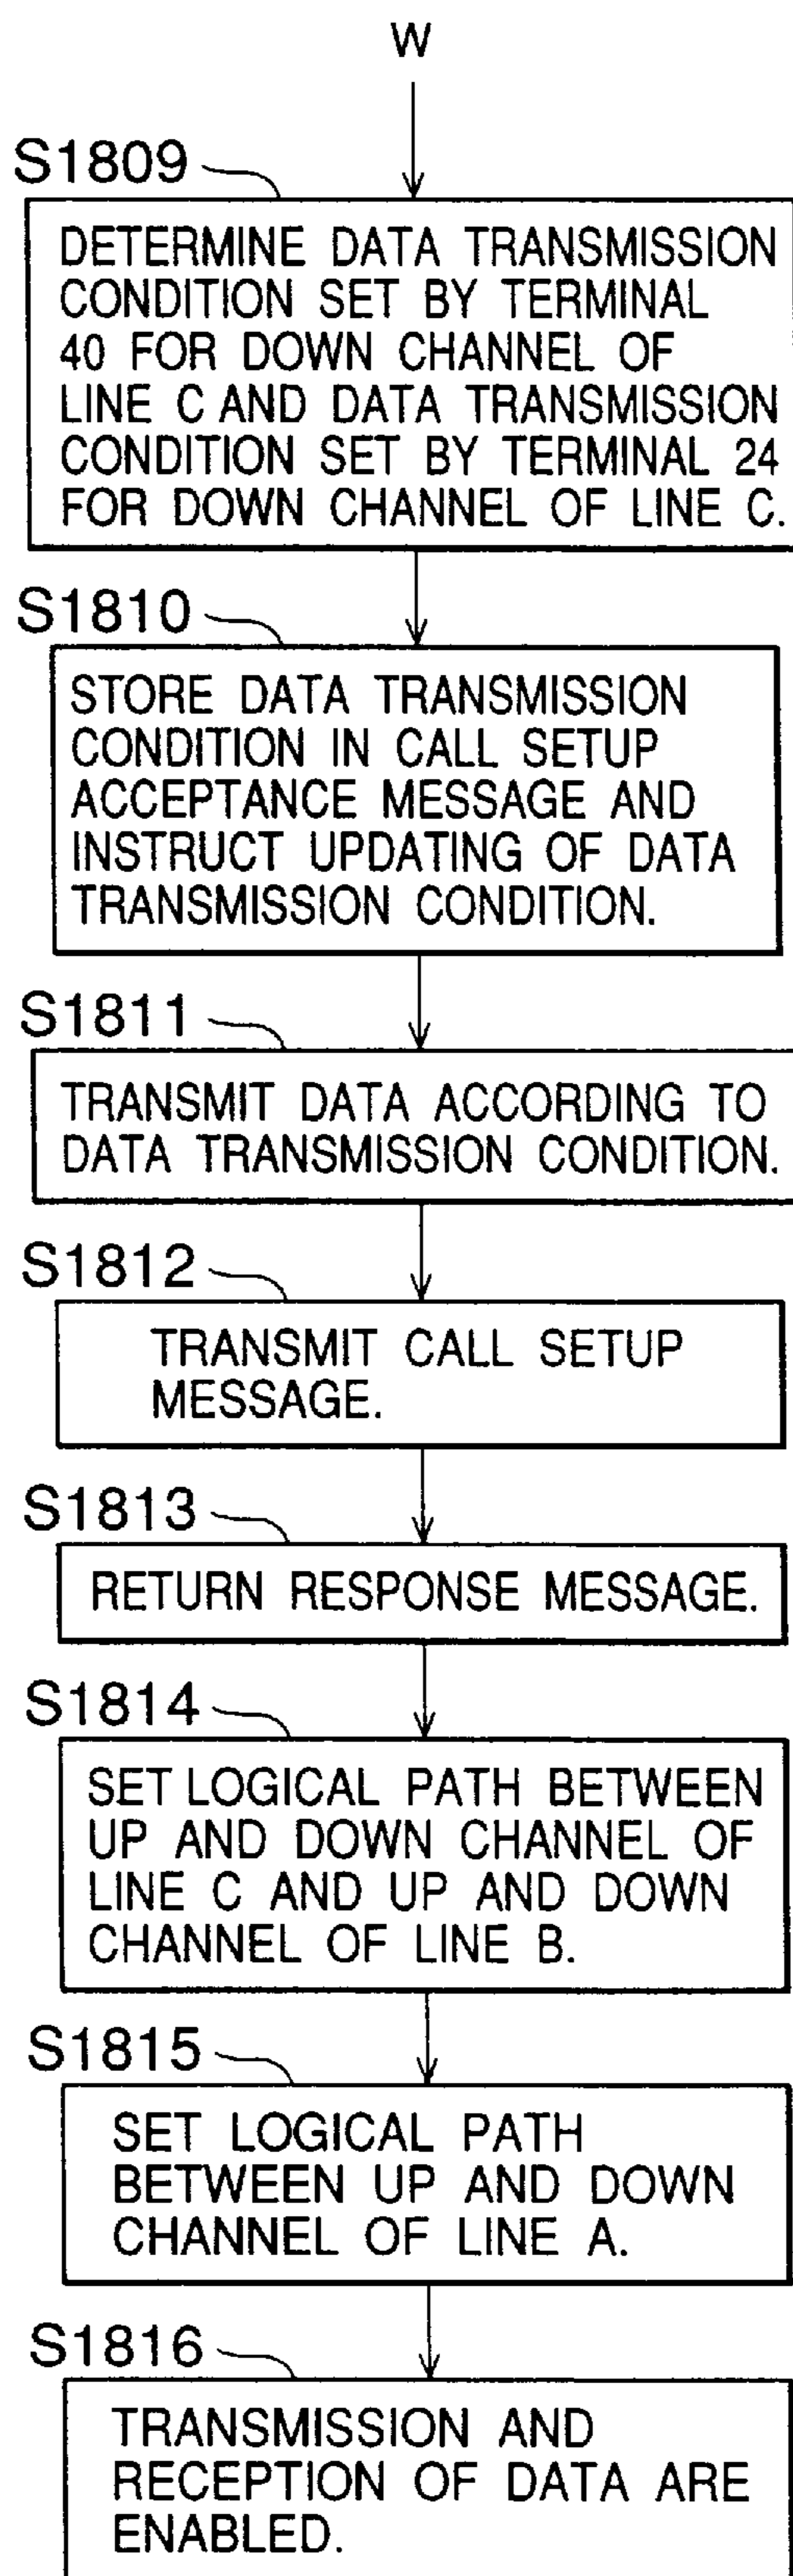 W
S1809
DETERMINE DATA TRANSMISSION
CONDITION SET BY TERMINAL
40 FOR DOWN CHANNEL OF
LINE C AND DATA TRANSMISSION
CONDITION SET BY TERMINAL 24
FOR DOWN CHANNEL OF LINE C.
S1810
STORE DATA TRANSMISSION
CONDITION IN CALL SETUP
ACCEPTANCE MESSAGE AND
INSTRUCT UPDATING OF DATA
TRANSMISSION CONDITION.
S1811
TRANSMIT DATA ACCORDING TO
DATA TRANSMISSION CONDITION.
S1812
TRANSMIT CALL SETUP
MESSAGE.
S1813
RETURN RESPONSE MESSAGE.
S1814
SET LOGICAL PATH BETWEEN
UP AND DOWN CHANNEL OF
LINE C AND UP AND DOWN
CHANNEL OF LINE B.
S1815
SET LOGICAL PATH
BETWEEN UP AND DOWN
CHANNEL OF LINE A.
S1816
TRANSMISSION AND
RECEPTION OF DATA ARE
ENABLED.